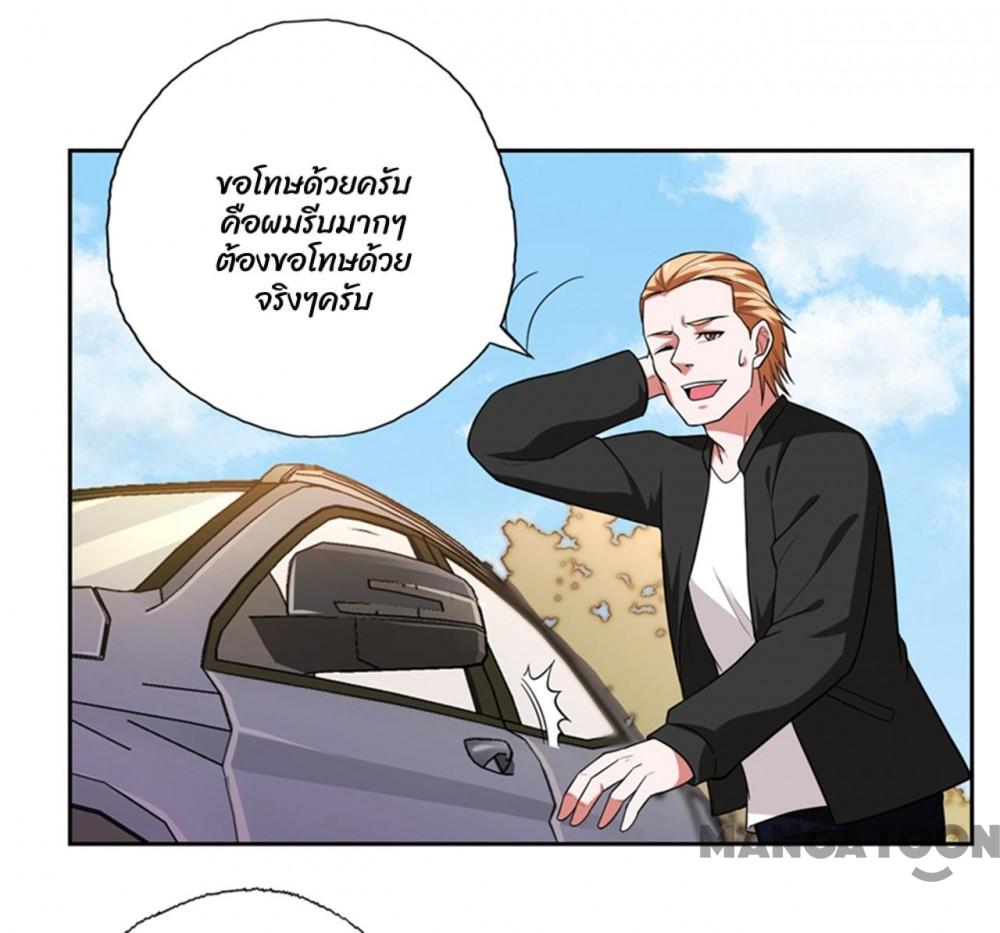 ขอโทษด้วยครับ
คือผมรีบมากๆ
ต้องขอโทษด้วย
จริงๆครับ
MANGATOON